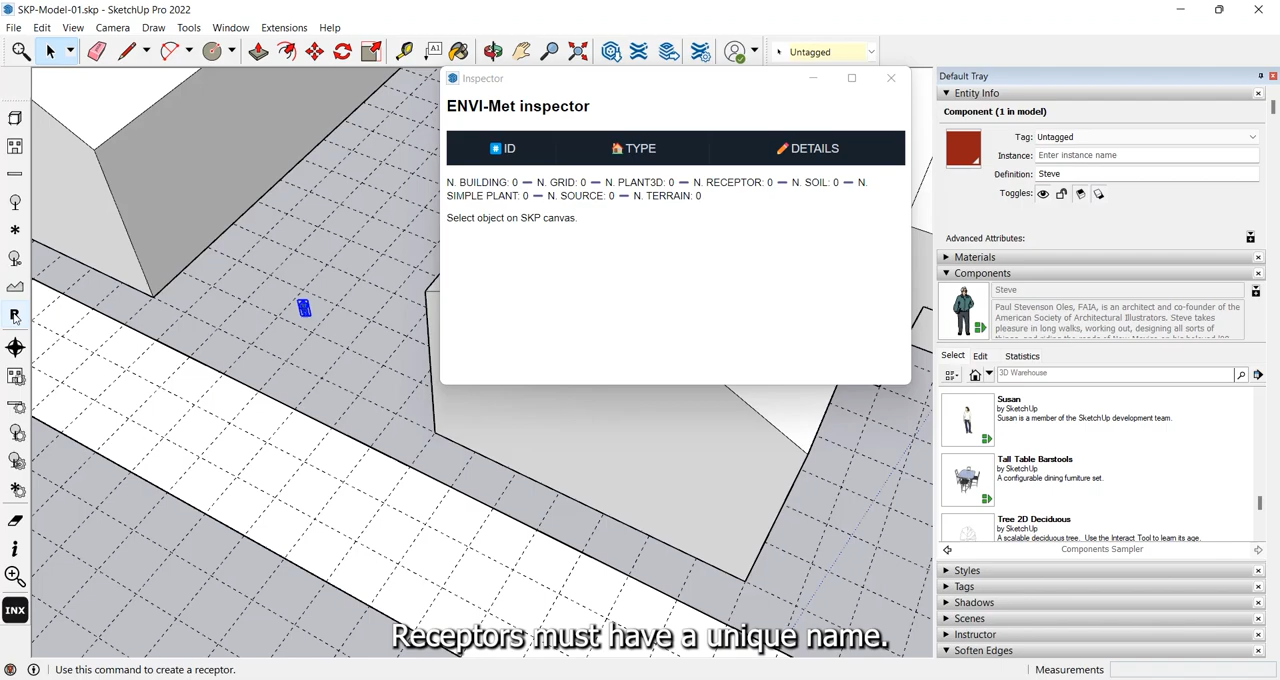 SKP-Model-01.skp - SketchUp Pro 2022
File Edit View Camera Draw Tools Window Extensions Help
A1 Untagged
Inspector
ENVI-Met inspector
# ID TYPE DETAILS
N. BUILDING: 0 — N. GRID: 0 — N. PLANT3D: 0 — N. RECEPTOR: 0 — N. SOIL: 0 — N.
SIMPLE PLANT: 0 — N. SOURCE: 0 — N. TERRAIN: 0
Select object on SKP canvas.
R
INX
Default Tray
Entity Info
Component (1 in model)
Tag: Untagged
Instance: Enter instance name
Definition: Steve
Toggles:
Advanced Attributes:
Materials
Components
Steve
Paul Stevenson Oles, FAIA, is an architect and co-founder of the
American Society of Architectural Illustrators. Steve takes
pleasure in long walks, working out, designing all sorts of
Select Edit Statistics
3D Warehouse
Susan
by SketchUp
Susan is a member of the SketchUp development team.
Tall Table Barstools
by SketchUp
A configurable dining furniture set.
Tree 2D Deciduous
by SketchUp
A scalable deciduous tree. Use the Interact Tool to learn its age.
Components Sampler
Styles
Tags
Shadows
Scenes
Instructor
Soften Edges
Receptors must have a unique name.
Use this command to create a receptor.
Measurements